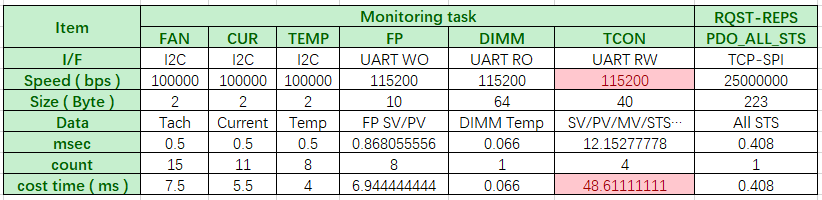 Item Monitoring task RQST-REPS
FAN CUR TEMP FP DIMM TCON PDO_ALL_STS
I/F I2C I2C I2C UART WO UART RO UART RW TCP-SPI
Speed ( bps ) 100000 100000 100000 115200 115200 115200 25000000
Size ( Byte ) 2 2 2 10 64 40 223
Data Tach Current Temp FP SV/PV DIMM Temp SV/PV/MV/STS⋯ All STS
msec 0.5 0.5 0.5 0.868055556 0.066 12.15277778 0.408
count 15 11 8 8 1 4 1
cost time ( ms ) 7.5 5.5 4 6.944444444 0.066 48.61111111 0.408